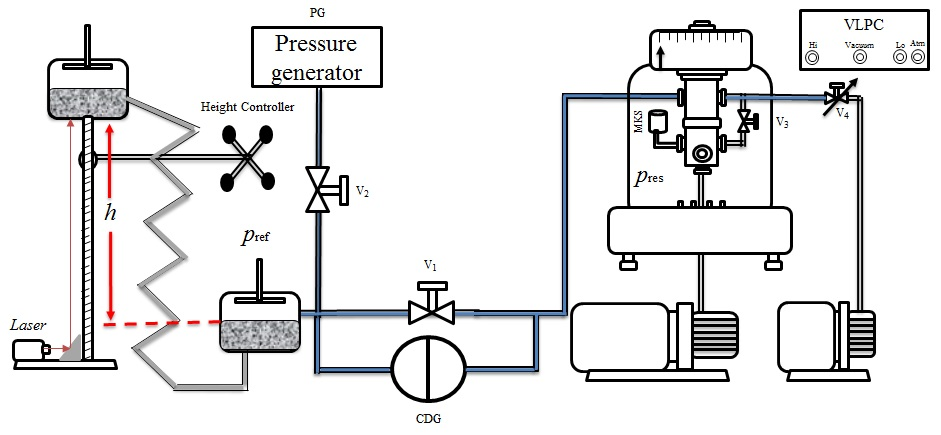 PG
Pressure
generator
VLPC
Hi
Vacuum
Lo
Atm
Height Controller
MKS
V3
V4
h
V2
pres
pref
V1
Laser
CDG